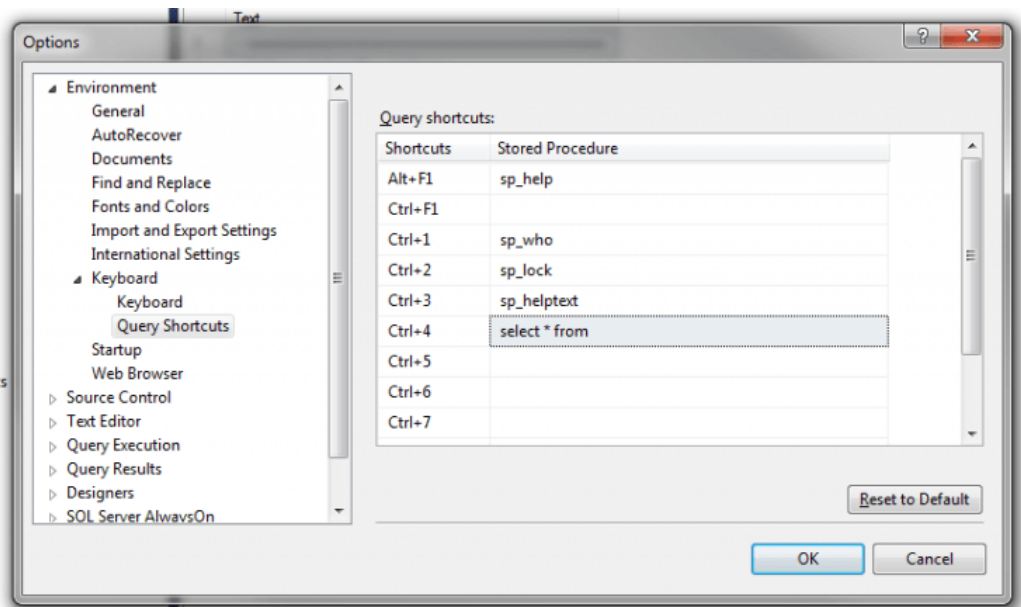 Text
Options
Environment
General
AutoRecover
Documents
Find and Replace
Fonts and Colors
Import and Export Settings
International Settings
Keyboard
Keyboard
Query Shortcuts
Startup
Web Browser
Source Control
Text Editor
Query Execution
Query Results
Designers
SQL Server AlwaysOn
Query shortcuts:
Shortcuts Stored Procedure
Alt+F1 sp_help
Ctrl+F1
Ctrl+1 sp_who
Ctrl+2 sp_lock
Ctrl+3 sp_helptext
Ctrl+4 select * from
Ctrl+5
Ctrl+6
Ctrl+7
Reset to Default
OK Cancel